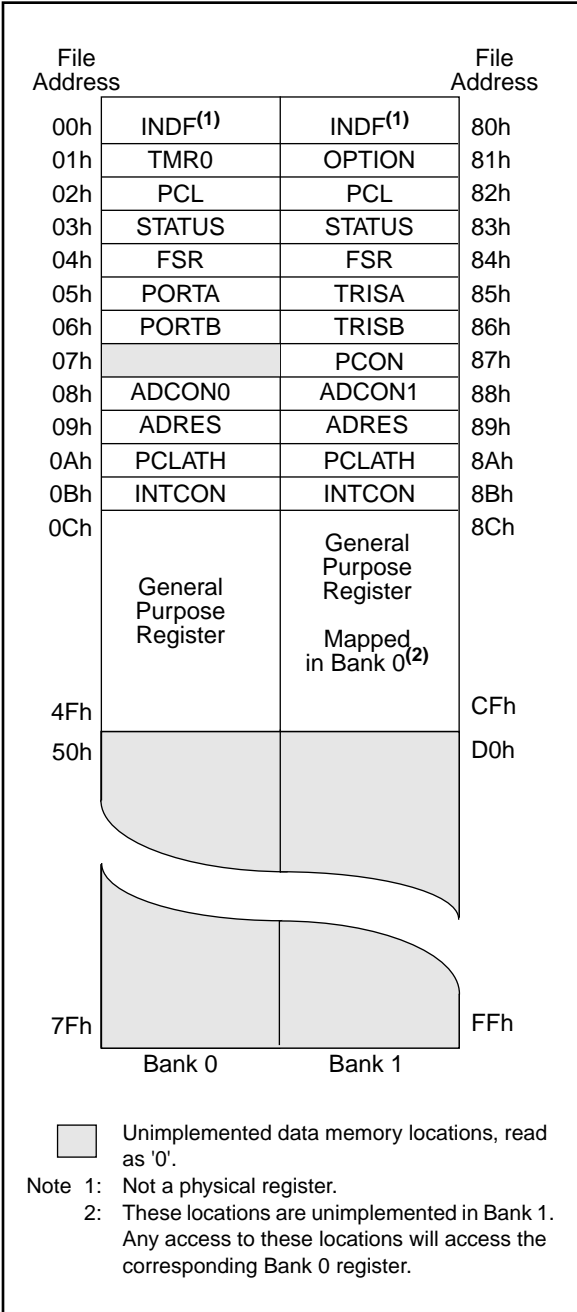 File Address File Address
00h INDF(1) INDF(1) 80h
01h TMR0 OPTION 81h
02h PCL PCL 82h
03h STATUS STATUS 83h
04h FSR FSR 84h
05h PORTA TRISA 85h
06h PORTB TRISB 86h
07h PCON 87h
08h ADCON0 ADCON1 88h
09h ADRES ADRES 89h
0Ah PCLATH PCLATH 8Ah
0Bh INTCON INTCON 8Bh
0Ch 8Ch
General
Purpose
Register
General
Purpose
Register
Mapped
in Bank 0(2)
4Fh CFh
50h D0h
7Fh FFh
Bank 0 Bank 1
Unimplemented data memory locations, read
as '0'.
Note 1: Not a physical register.
2: These locations are unimplemented in Bank 1.
Any access to these locations will access the
corresponding Bank 0 register.